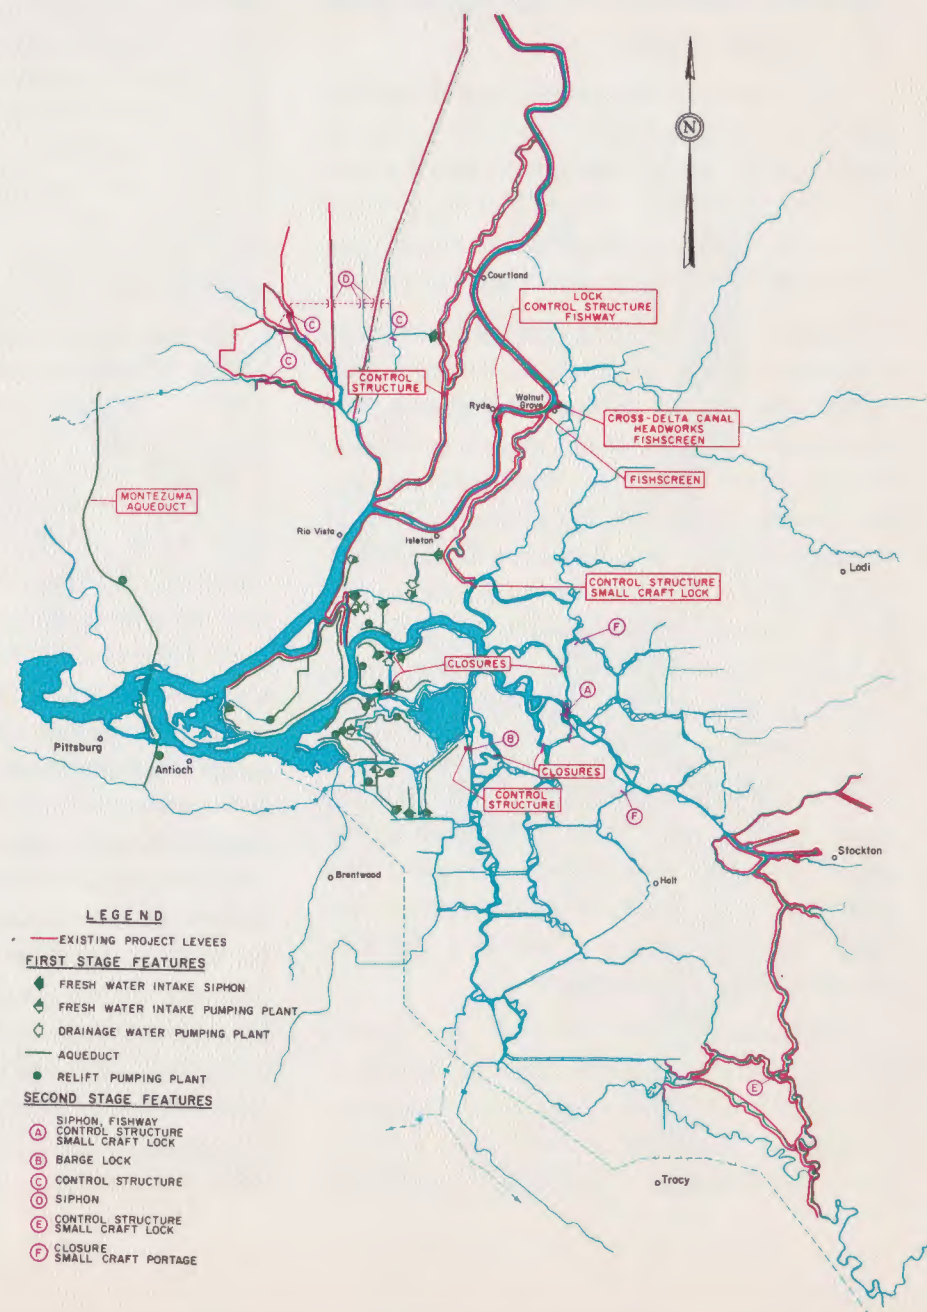 N
Courtland
D
C
C
C
LOCK
CONTROL STRUCTURE
FISHWAY
CONTROL
STRUCTURE
Ryde
Walnut
Grove
CROSS-DELTA CANAL
HEADWORKS
FISHSCREEN
FISHSCREEN
MONTEZUMA
AQUEDUCT
Rio Vista
Isleton
Lodi
CONTROL STRUCTURE
SMALL CRAFT LOCK
F
CLOSURES
A
Pittsburg
Antioch
B
CLOSURES
CONTROL
STRUCTURE
F
Stockton
Brentwood
Holt
E
Tracy
LEGEND
EXISTING PROJECT LEVEES
FIRST STAGE FEATURES
FRESH WATER INTAKE SIPHON
FRESH WATER INTAKE PUMPING PLANT
DRAINAGE WATER PUMPING PLANT
AQUEDUCT
RELIFT PUMPING PLANT
SECOND STAGE FEATURES
A SIPHON, FISHWAY
CONTROL STRUCTURE
SMALL CRAFT LOCK
B BARGE LOCK
C CONTROL STRUCTURE
D SIPHON
E CONTROL STRUCTURE
SMALL CRAFT LOCK
F CLOSURE
SMALL CRAFT PORTAGE